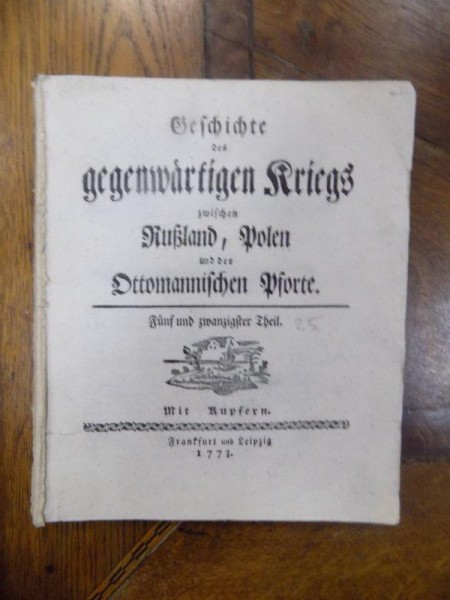 Geschichte
des
gegenwärtigen Kriegs
zwischen
Rußland, Polen
und der
Ottomannischen Pforte.
Fünf und zwanzigster Theil. 25
Mit Kupfern.
Frankfurt und Leipzig
1773.